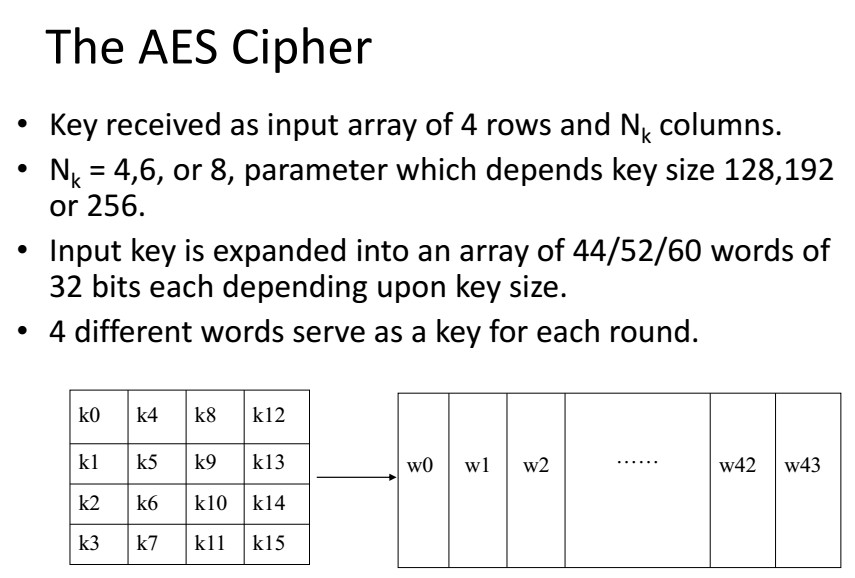 The AES Cipher
• Key received as input array of 4 rows and Nk columns.
• Nk = 4,6, or 8, parameter which depends key size 128,192
or 256.
• Input key is expanded into an array of 44/52/60 words of
32 bits each depending upon key size.
• 4 different words serve as a key for each round.
k0 k4 k8 k12
k1 k5 k9 k13
k2 k6 k10 k14
k3 k7 k11 k15
w0 w1 w2 ...... w42 w43